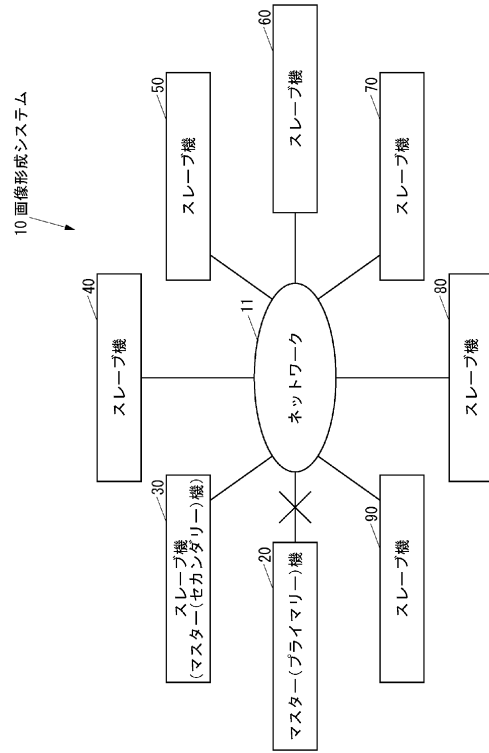 10 画像形成システム
40
スレーブ機
30
スレーブ機
(マスター(セカンダリー)機)
50
スレーブ機
20
マスター(プライマリー)機
11
ネットワーク
60
スレーブ機
90
スレーブ機
70
スレーブ機
80
スレーブ機